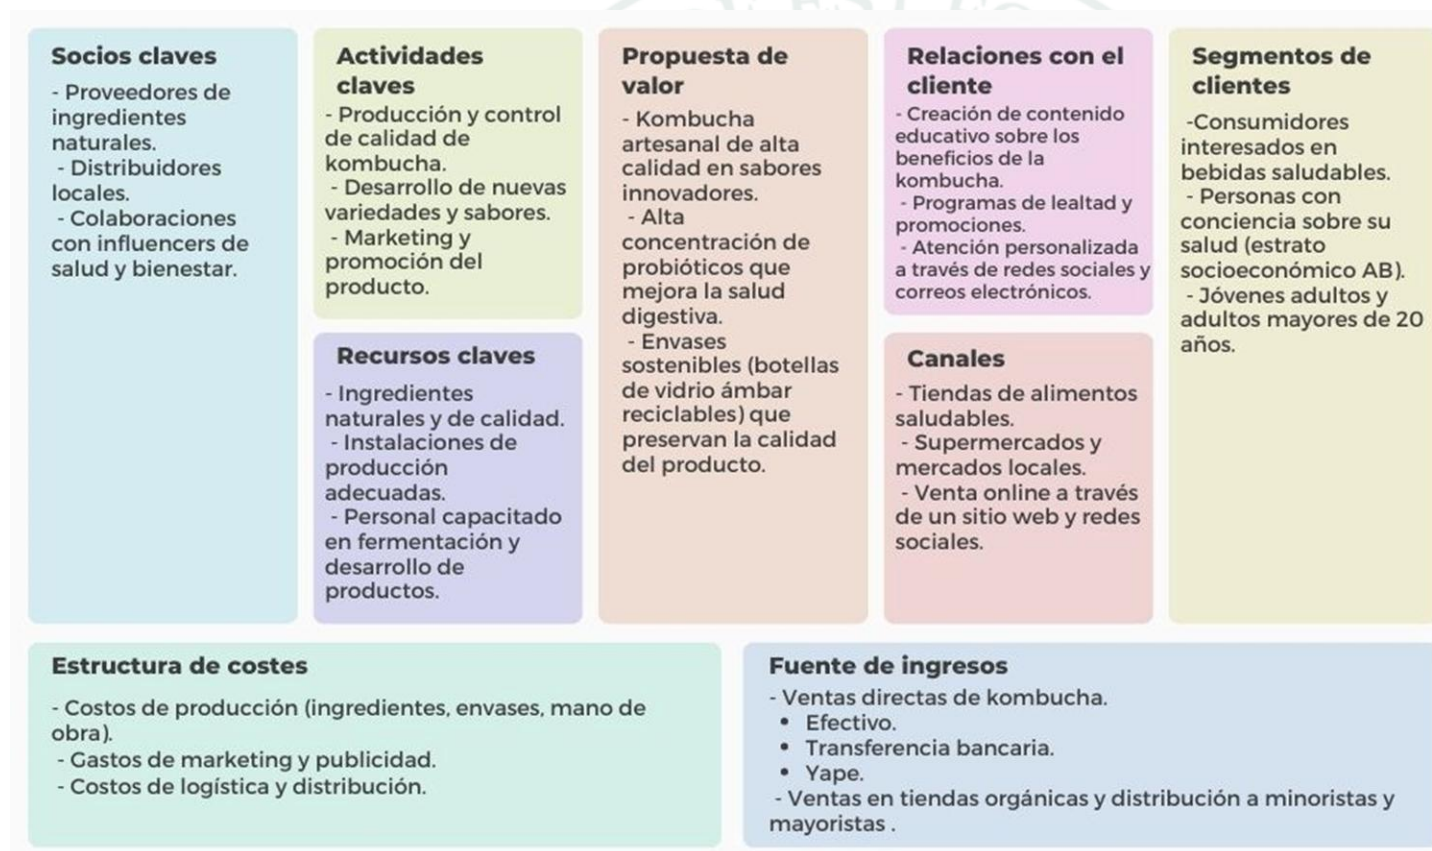 Socios claves
- Proveedores de
ingredientes
naturales.
- Distribuidores
locales.
- Colaboraciones
con influencers de
salud y bienestar.
Actividades
claves
- Producción y control
de calidad de
kombucha.
- Desarrollo de nuevas
variedades y sabores.
- Marketing y
promoción del
producto.
Recursos claves
- Ingredientes
naturales y de calidad.
- Instalaciones de
producción
adecuadas.
- Personal capacitado
en fermentación y
desarrollo de
productos.
Propuesta de
valor
- Kombucha
artesanal de alta
calidad en sabores
innovadores.
- Alta
concentración de
probióticos que
mejora la salud
digestiva.
- Envases
sostenibles (botellas
de vidrio ámbar
reciclables) que
preservan la calidad
del producto.
Relaciones con el
cliente
- Creación de contenido
educativo sobre los
beneficios de la
kombucha.
- Programas de lealtad y
promociones.
- Atención personalizada
a través de redes sociales y
correos electrónicos.
Canales
- Tiendas de alimentos
saludables.
- Supermercados y
mercados locales.
- Venta online a través
de un sitio web y redes
sociales.
Segmentos de
clientes
-Consumidores
interesados en
bebidas saludables.
- Personas con
conciencia sobre su
salud (estrato
socioeconómico AB).
- Jóvenes adultos y
adultos mayores de 20
años.
Estructura de costes
- Costos de producción (ingredientes, envases, mano de
obra).
- Gastos de marketing y publicidad.
- Costos de logística y distribución.
Fuente de ingresos
- Ventas directas de kombucha.
• Efectivo.
• Transferencia bancaria.
• Yape.
- Ventas en tiendas orgánicas y distribución a minoristas y
mayoristas .